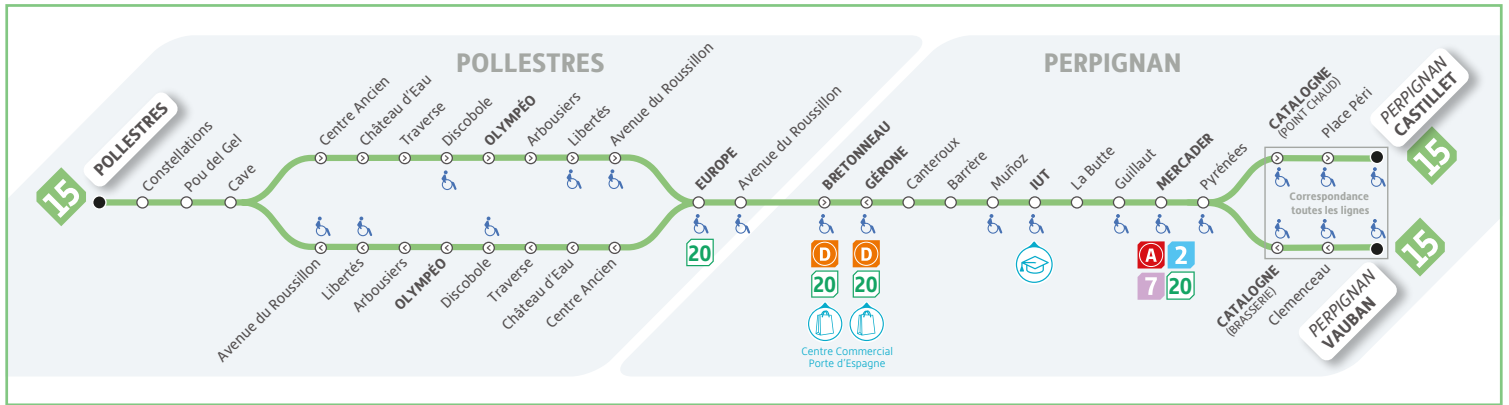 POLLESTRES
PERPIGNAN
15
POLLESTRES
Constellations
Pou del Gel
Cave
Centre Ancien
Château d'Eau
Traverse
Discobole
OLYMPÉO
Arbousiers
Libertés
Avenue du Roussillon
Avenue du Roussillon
Libertés
Arbousiers
OLYMPÉO
Discobole
Traverse
Château d'Eau
Centre Ancien
EUROPE
20
Avenue du Roussillon
BRETONNEAU
D
20
GÉRONE
D
20
Centre Commercial
Porte d'Espagne
Canteroux
Barrère
Muñoz
IUT
La Butte
Guillaut
MERCADER
A 2
7 20
Pyrénées
CATALOGNE
(POINT CHAUD)
Place Péri
PERPIGNAN
CASTILLET
15
Correspondance
toutes les lignes
CATALOGNE
(BRASSERIE)
Clemenceau
PERPIGNAN
VAUBAN
15